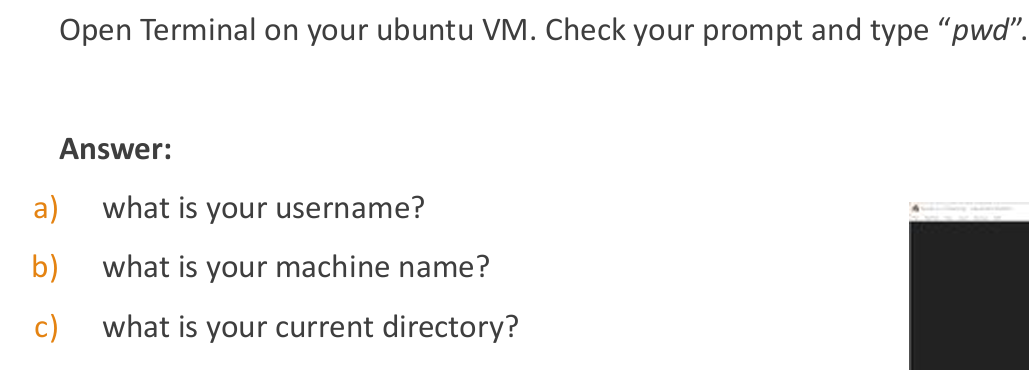 Open Terminal on your ubuntu VM. Check your prompt and type “pwd”.
Answer:
a) what is your username?
b) what is your machine name?
c) what is your current directory?